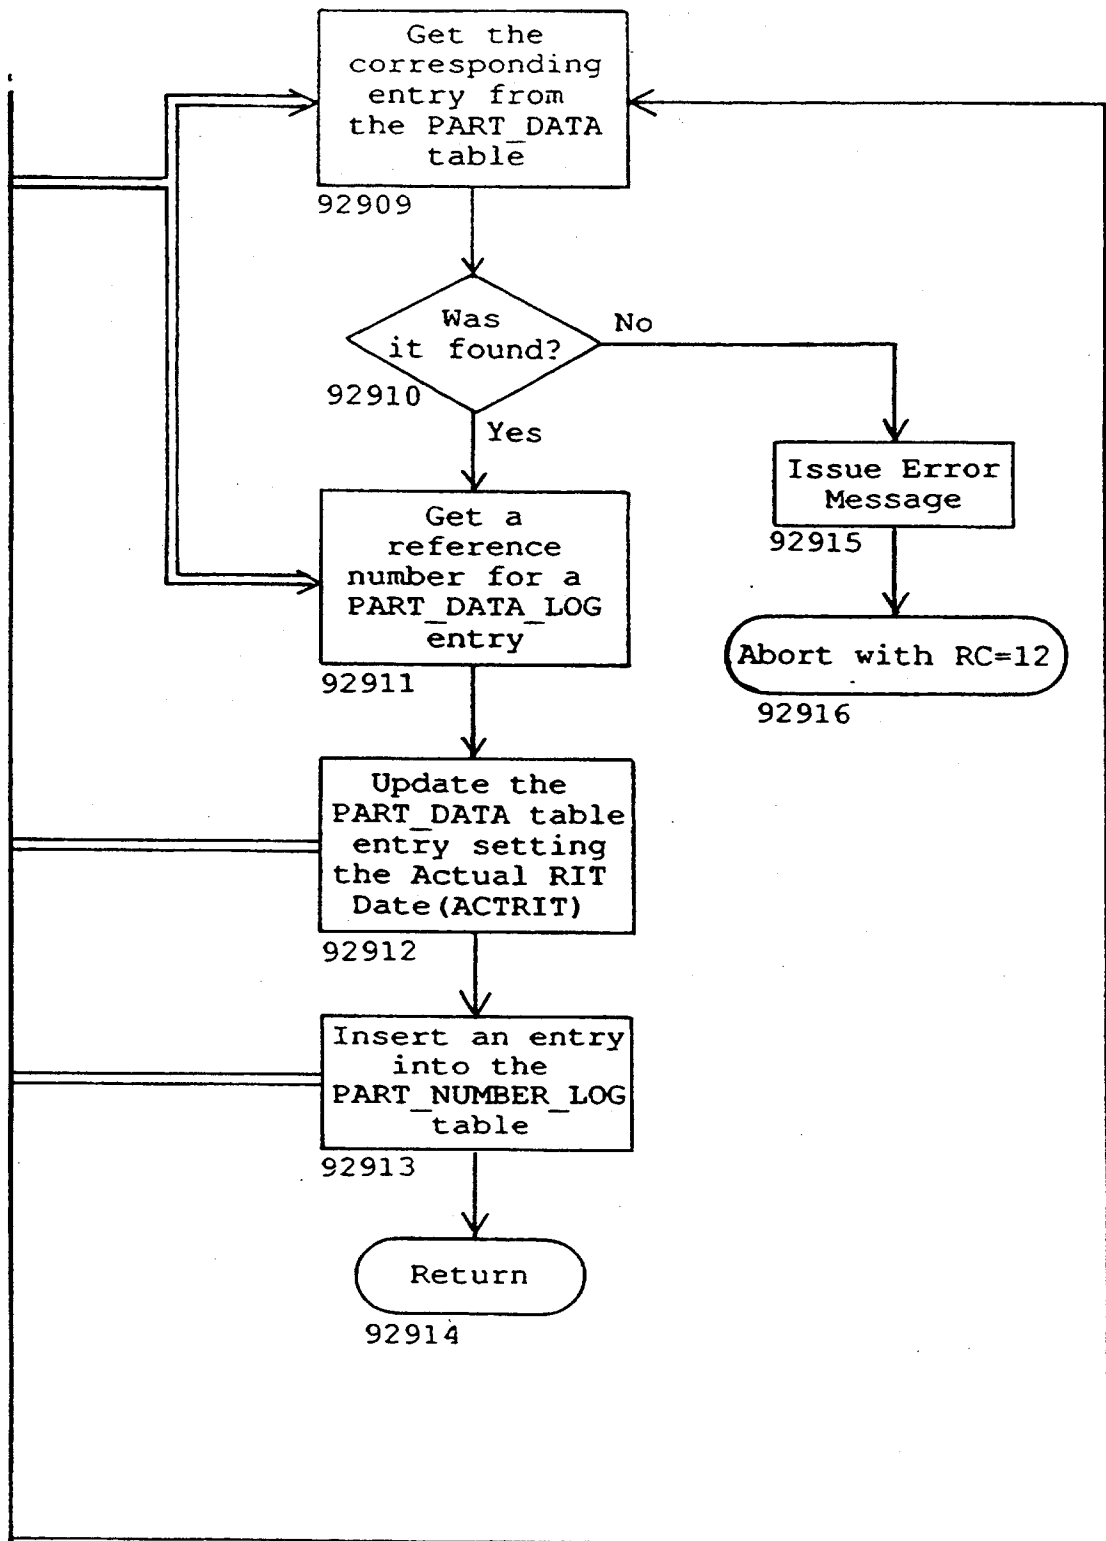 Get the
corresponding
entry from
the PART_DATA
table
92909
Was
it found?
No
92910
Yes
Issue Error
Message
92915
Get a
reference
number for a
PART_DATA_LOG
entry
92911
Abort with RC=12
92916
Update the
PART_DATA table
entry setting
the Actual RIT
Date(ACTRIT)
92912
Insert an entry
into the
PART_NUMBER_LOG
table
92913
Return
92914